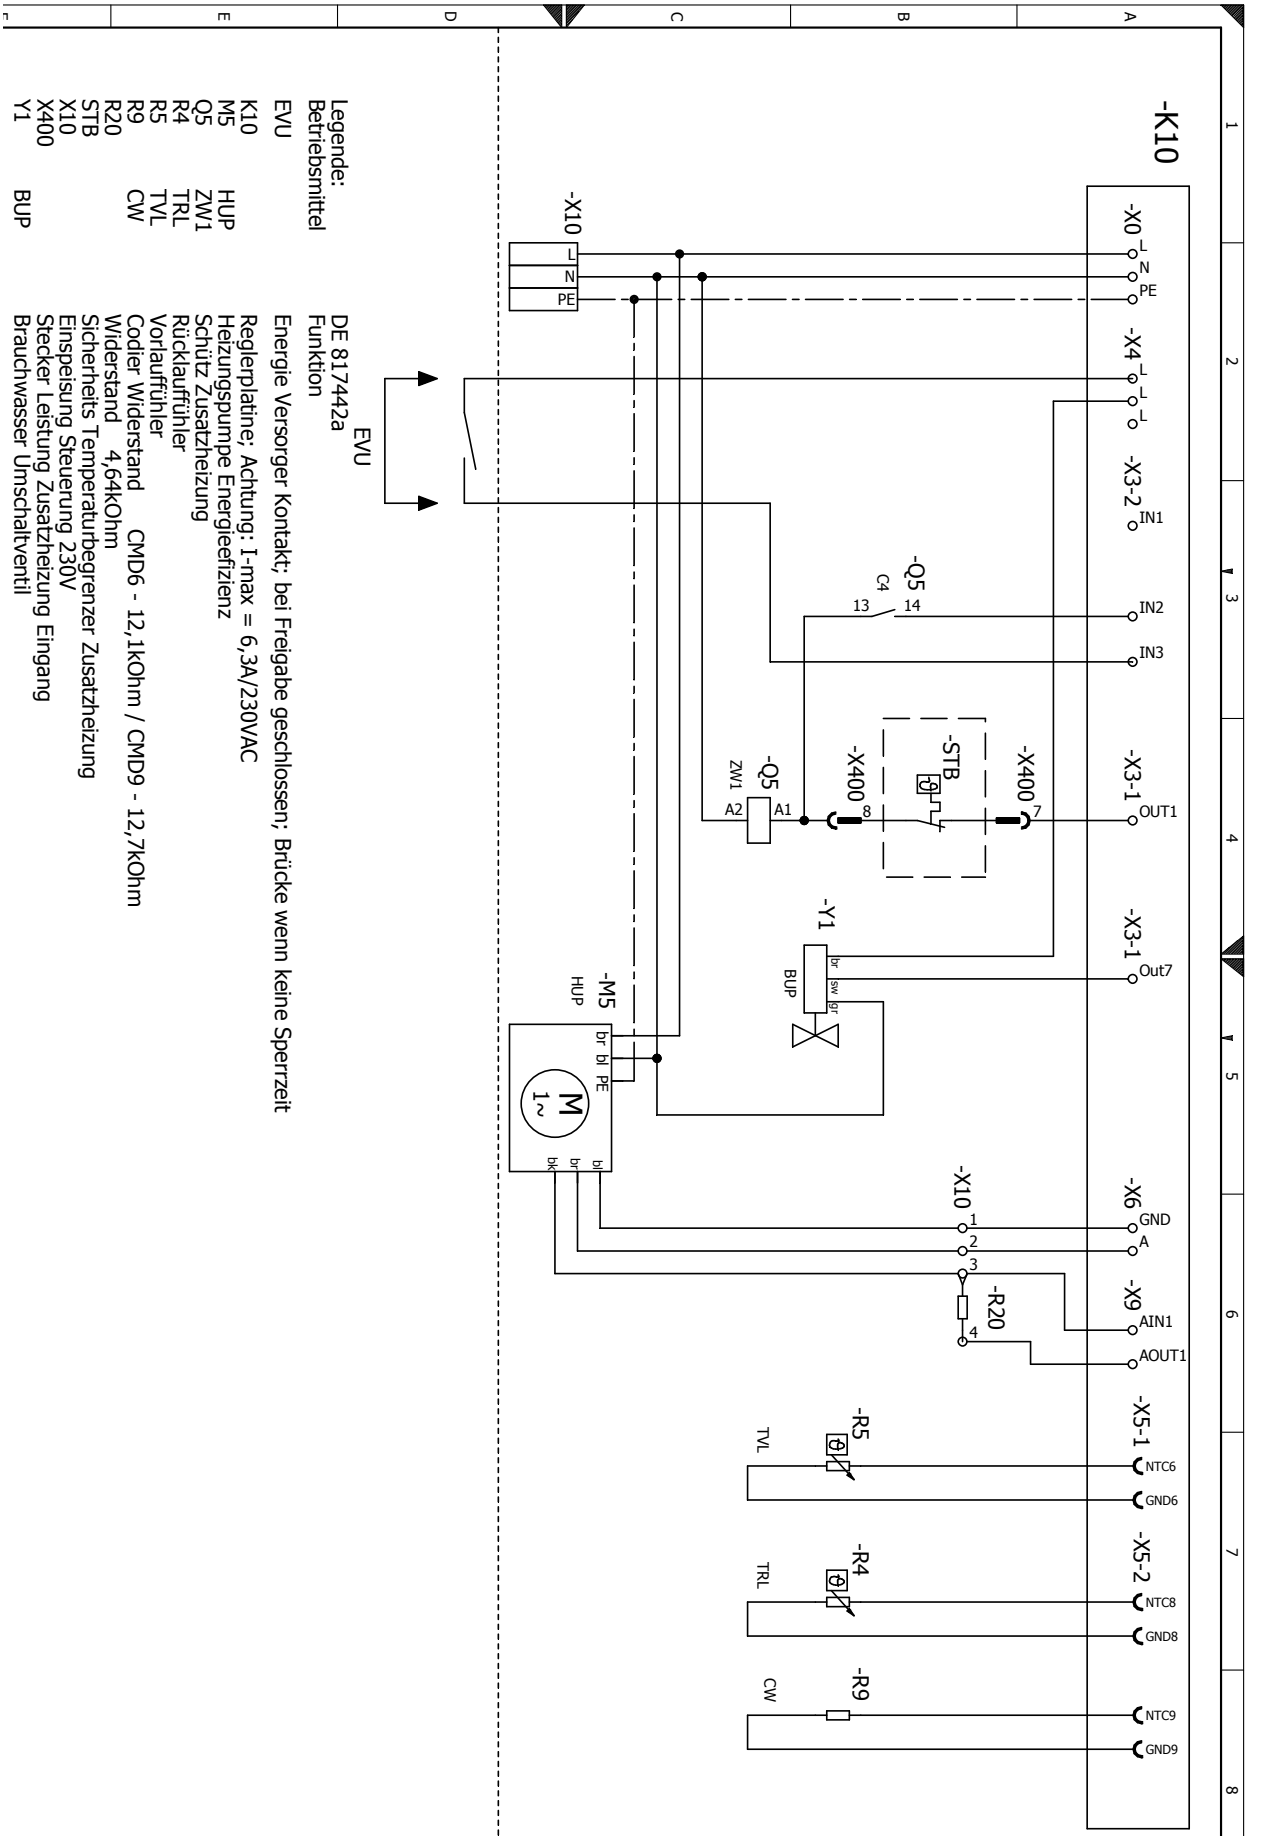 1
2
3
4
5
6
7
8
A
B
C
D
E
F
-K10
-X0
L
N
PE
-X4
L
L
L
-X3-2
IN1
IN2
IN3
-X3-1
OUT1
-X3-1
Out7
-X6
GND
A
-X9
AIN1
AOUT1
-X5-1
NTC6
GND6
-X5-2
NTC8
GND8
NTC9
GND9
-Q5
C4
13
14
-X400
7
-STB
ϑ
-X400
8
-Q5
ZW1
A1
A2
-Y1
BUP
br
sw
gr
-X10
1
2
3
4
-R20
-R5
ϑ
TVL
-R4
ϑ
TRL
-R9
CW
-X10
L
N
PE
-M5
HUP
br
bl
PE
M
1~
bk
br
bl
EVU
Legende: DE 817442a
Betriebsmittel Funktion
EVU Energie Versorger Kontakt; bei Freigabe geschlossen; Brücke wenn keine Sperrzeit
K10 Reglerplatine; Achtung: I-max = 6,3A/230VAC
M5 HUP Heizungspumpe Energieeffizienz
Q5 ZW1 Schütz Zusatzheizung
R4 TRL Rücklauffühler
R5 TVL Vorlauffühler
R9 CW Codier Widerstand CMD6 - 12,1kOhm / CMD9 - 12,7kOhm
R20 Widerstand 4,64kOhm
STB Sicherheits Temperaturbegrenzer Zusatzheizung
X10 Einspeisung Steuerung 230V
X400 Stecker Leistung Zusatzheizung Eingang
Y1 BUP Brauchwasser Umschaltventil